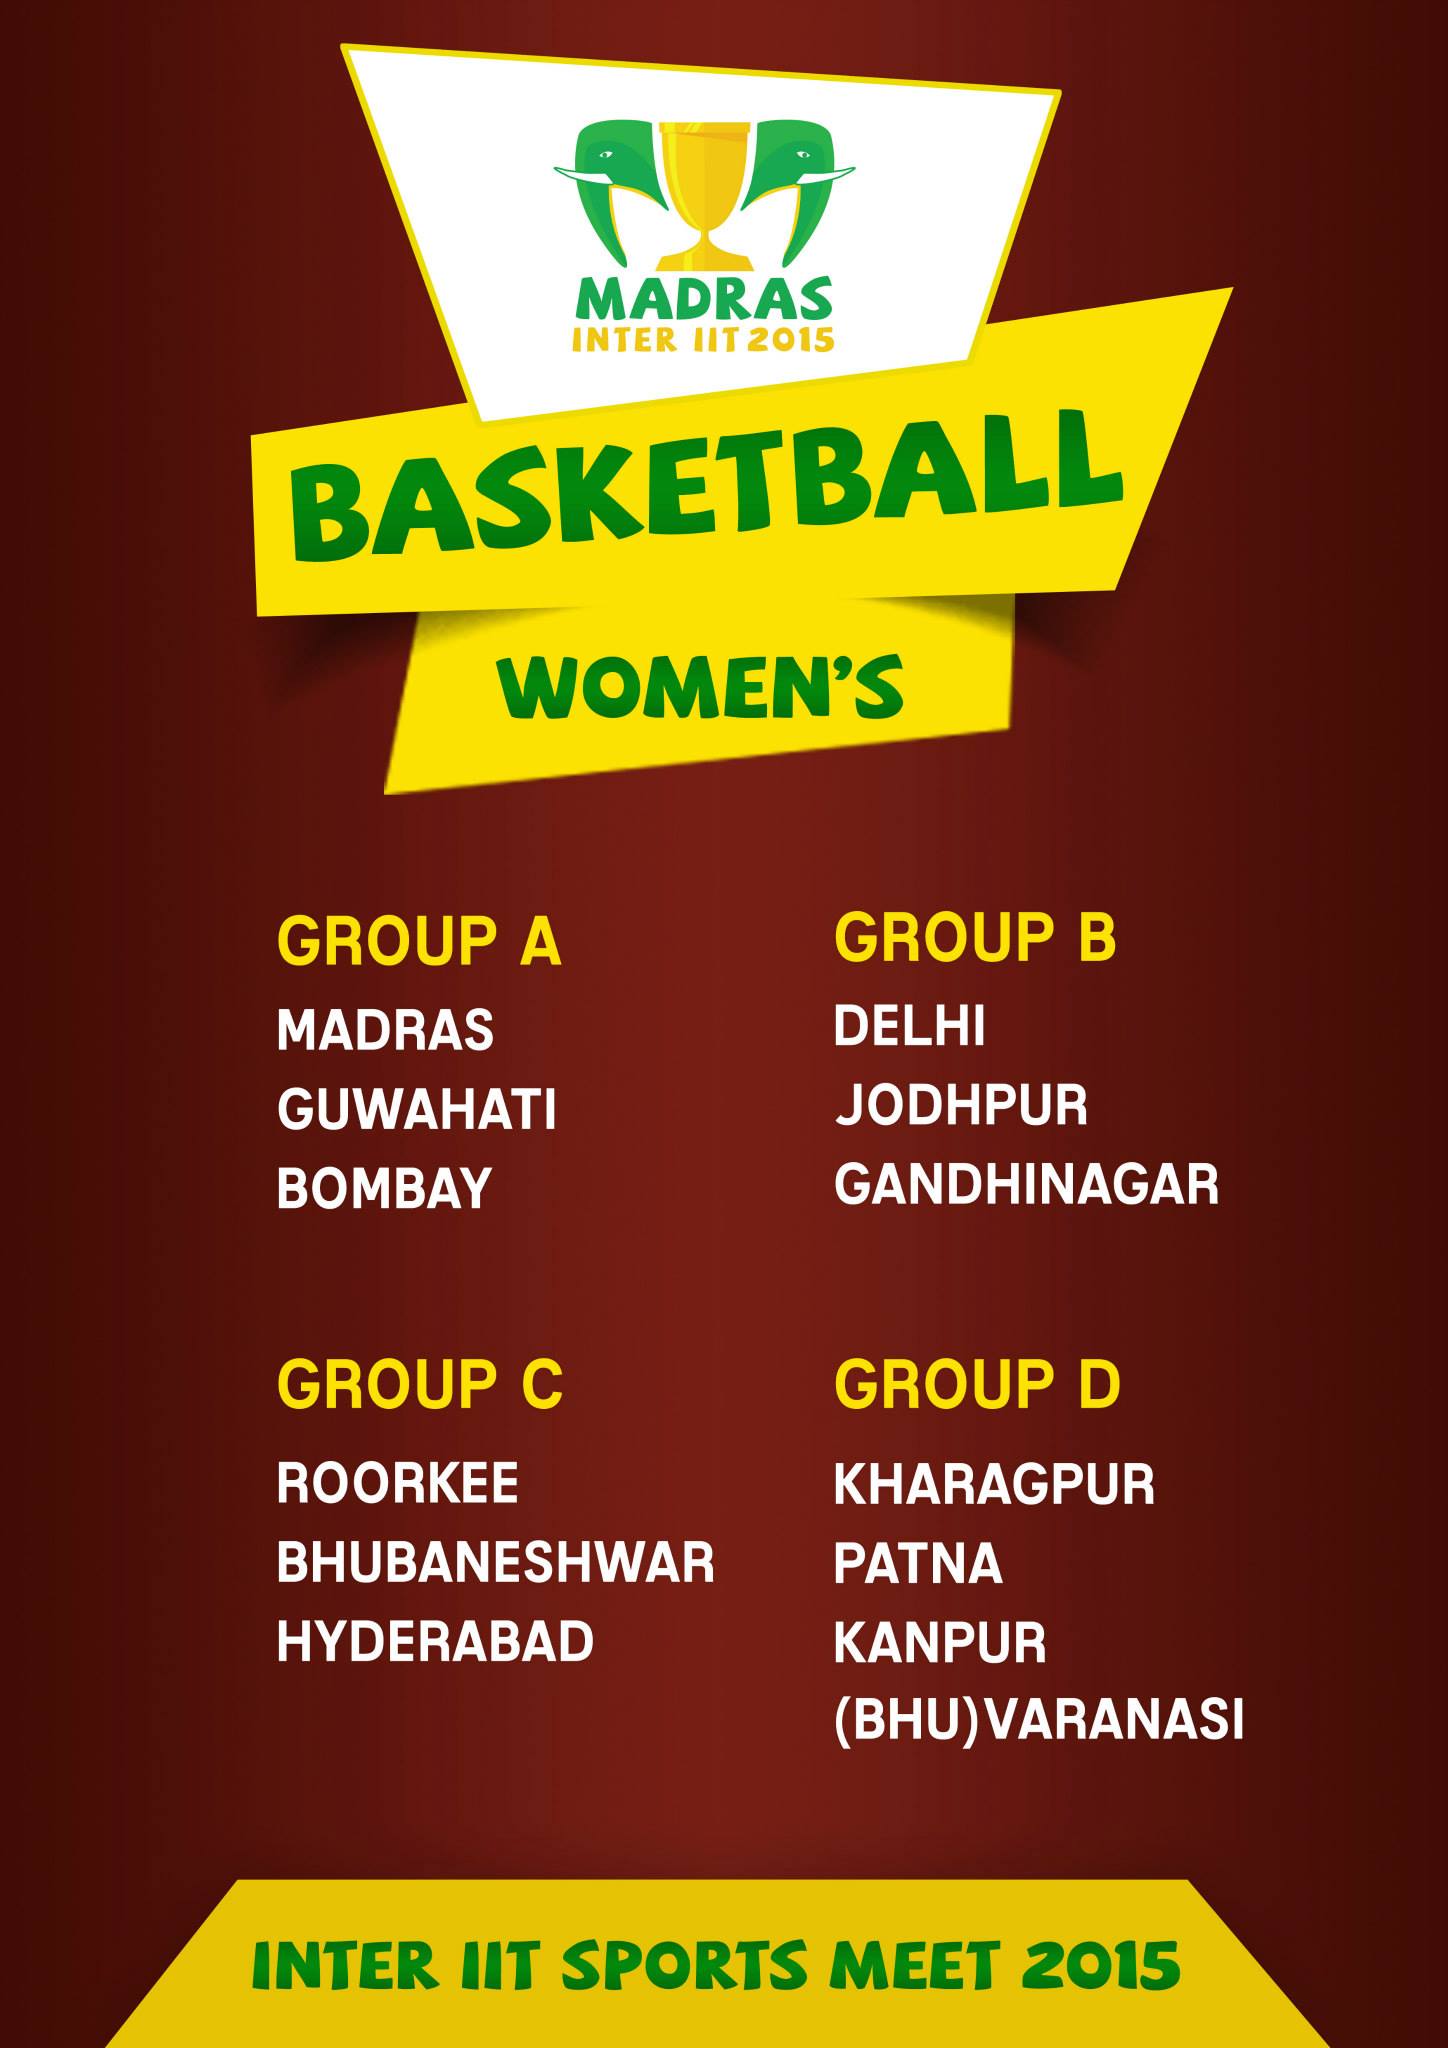 MADRAS
INTER IIT 2015
BASKETBALL
WOMEN'S
GROUP A
MADRAS
GUWAHATI
BOMBAY
GROUP B
DELHI
JODHPUR
GANDHINAGAR
GROUP C
ROORKEE
BHUBANESHWAR
HYDERABAD
GROUP D
KHARAGPUR
PATNA
KANPUR
(BHU)VARANASI
INTER IIT SPORTS MEET 2015